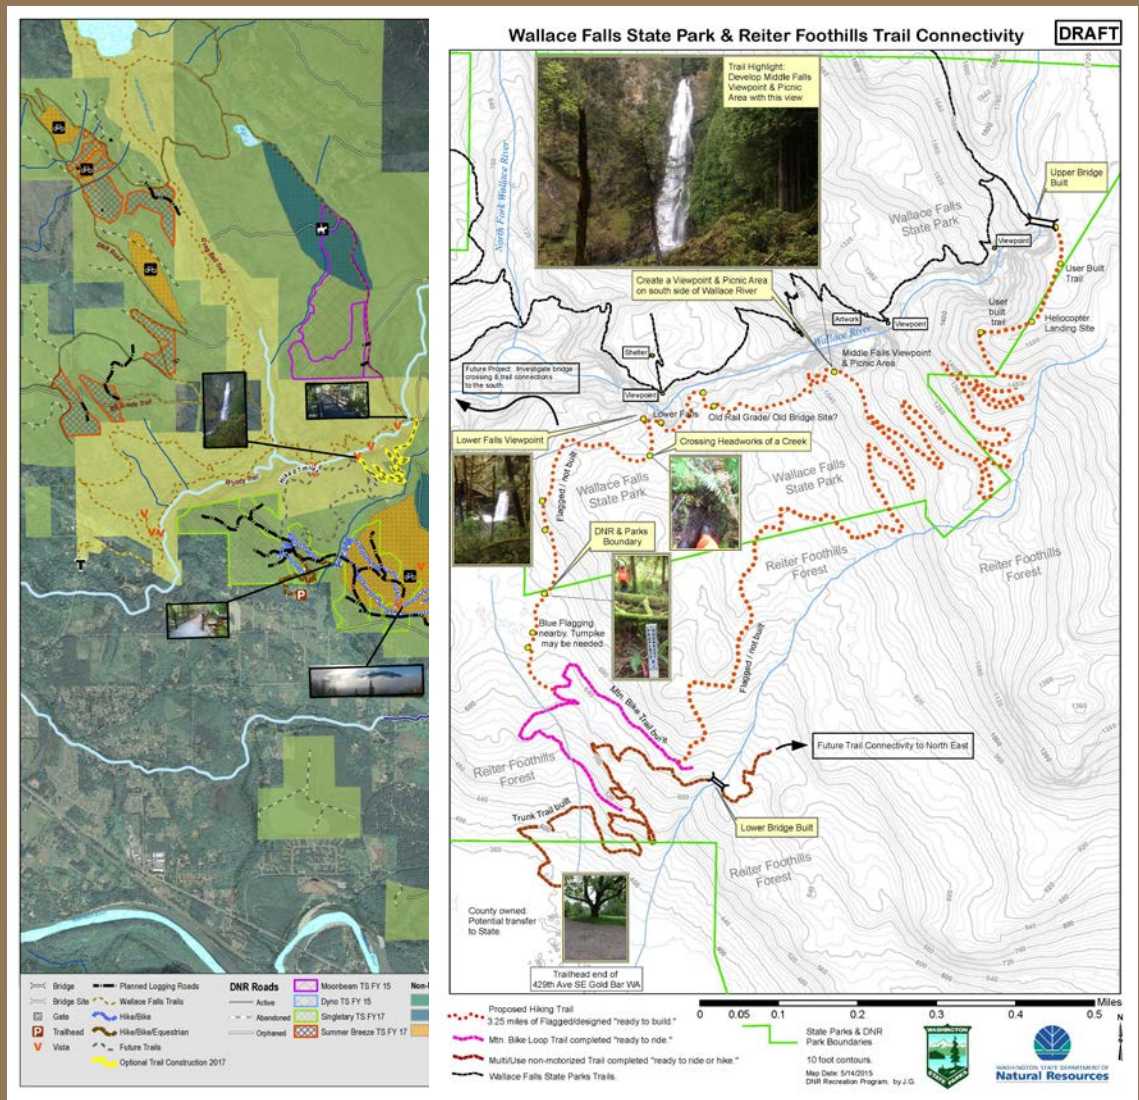 Wallace Falls State Park & Reiter Foothills Trail Connectivity
DRAFT
Trail Highlight:
Develop Middle Falls
Viewpoint & Picnic
Area with this view
North Fork Wallace River
Wallace Falls
State Park
Upper Bridge
Built
Viewpoint
Create a Viewpoint & Picnic Area
on south side of Wallace River
User Built
Trail
User
built
trail
Helicopter
Landing Site
Artwork
Viewpoint
Wallace River
Shelter
Middle Falls Viewpoint
& Picnic Area
Future Project: Investigate bridge
crossing & trail connections
to the south.
Viewpoint
Lower Falls
Old Rail Grade/ Old Bridge Site?
Lower Falls Viewpoint
Crossing Headworks of a Creek
Flagged / not built
Wallace Falls
State Park
Wallace Falls
State Park
DNR & Parks
Boundary
Reiter Foothills
Forest
Reiter Foothills
Forest
Blue Flagging
nearby. Turnpike
may be needed
Flagged / not built
Mtn. Bike Trail built
Future Trail Connectivity to North East
Reiter Foothills
Forest
Trunk Trail built
Lower Bridge Built
Reiter Foothills
Forest
County owned.
Potential transfer
to State.
Trailhead end of
429th Ave SE Gold Bar WA
Proposed Hiking Trail
3.25 miles of Flagged/designed "ready to build."
Mtn. Bike Loop Trail completed "ready to ride."
Multi/Use non-motorized Trail completed "ready to ride or hike."
Wallace Falls State Parks Trails.
Miles
0 0.05 0.1 0.2 0.3 0.4 0.5
State Parks & DNR
Park Boundaries
10 foot contours.
Map Date: 5/14/2015
DNR Recreation Program. by J.G.
N
WASHINGTON
STATE PARKS
WASHINGTON STATE DEPARTMENT OF
Natural Resources
T
P
Bridge
Bridge Site
Gate
Trailhead
Vista
Planned Logging Roads
Wallace Falls Trails
Hike/Bike
Hike/Bike/Equestrian
Future Trails
Optional Trail Construction 2017
DNR Roads
Active
Abandoned
Orphaned
Moonbeam TS FY 15
Dyno TS FY 15
Singletary TS FY17
Summer Breeze TS FY 17